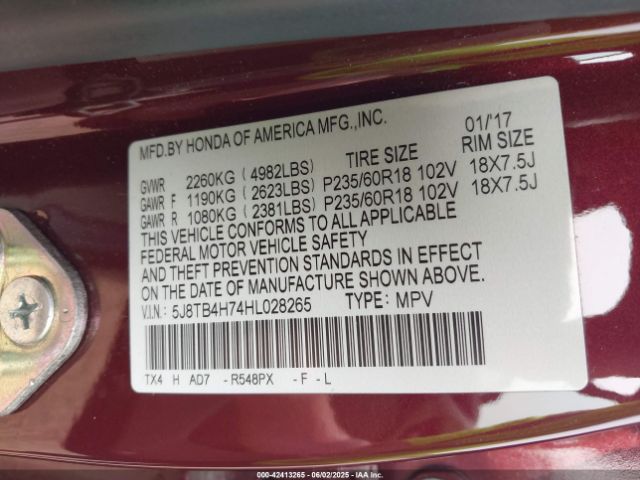 MFD.BY HONDA OF AMERICA MFG.,INC. 01/'17
GVWR 2260KG (4982LBS) TIRE SIZE RIM SIZE
GAWR F 1190KG (2623LBS) P235/60R18 102V 18X7.5J
GAWR R 1080KG (2381LBS) P235/60R18 102V 18X7.5J
THIS VEHICLE CONFORMS TO ALL APPLICABLE
FEDERAL MOTOR VEHICLE SAFETY
AND THEFT PREVENTION STANDARDS IN EFFECT
ON THE DATE OF MANUFACTURE SHOWN ABOVE.
V.I.N.: 5J8TB4H74HL028265 TYPE: MPV
TX4 H AD7 -R548PX -F-L
000-42413265 | 06/02/2025 - IAAI.com